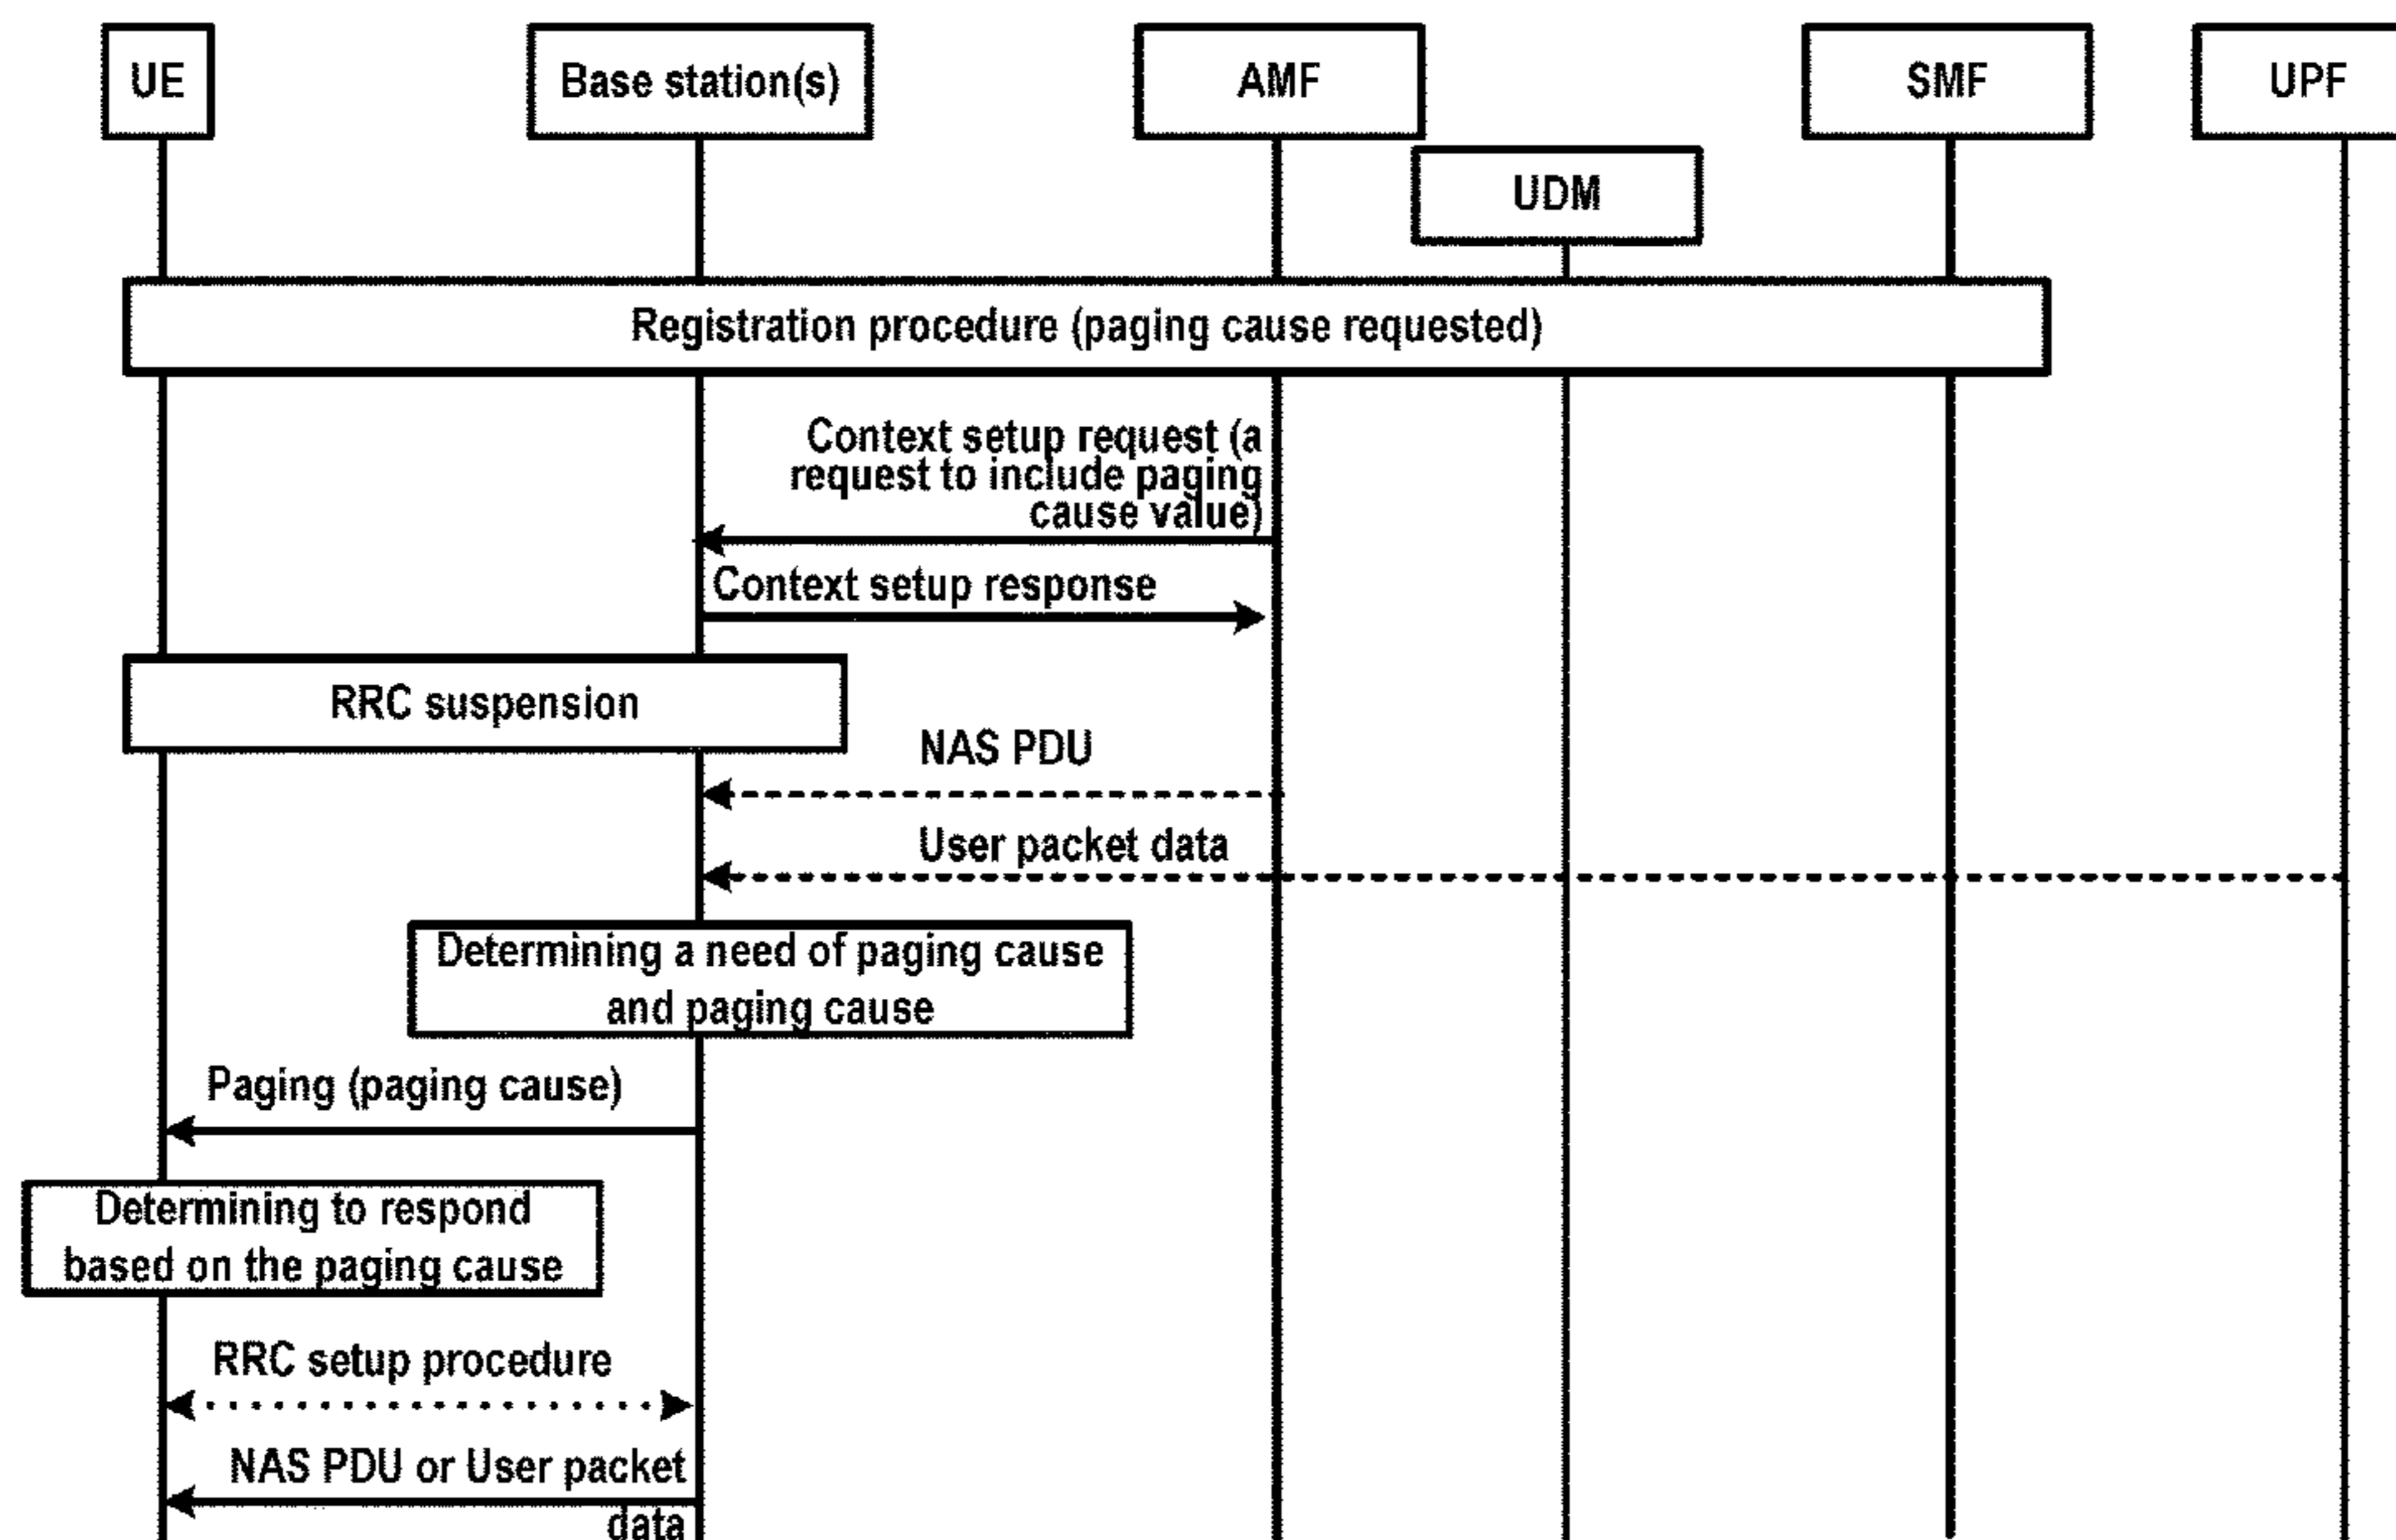 UE
Base station(s)
AMF
SMF
UPF
UDM
Registration procedure (paging cause requested)
Context setup request (a
request to include paging
cause value)
Context setup response
RRC suspension
NAS PDU
User packet data
Determining a need of paging cause
and paging cause
Paging (paging cause)
Determining to respond
based on the paging cause
RRC setup procedure
NAS PDU or User packet
data